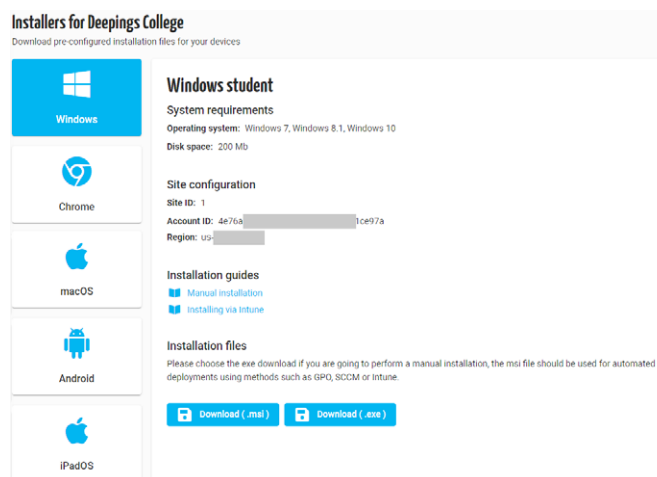 Installers for Deepings College
Download pre-configured installation files for your devices
Windows
Chrome
macOS
Android
iPadOS
Windows student
System requirements
Operating system: Windows 7, Windows 8.1, Windows 10
Disk space: 200 Mb
Site configuration
Site ID: 1
Account ID: 4e76a 1ce97a
Region: us-
Installation guides
Manual installation
Installing via Intune
Installation files
Please choose the exe download if you are going to perform a manual installation, the msi file should be used for automated
deployments using methods such as GPO, SCCM or Intune.
Download ( .msi )
Download ( .exe )